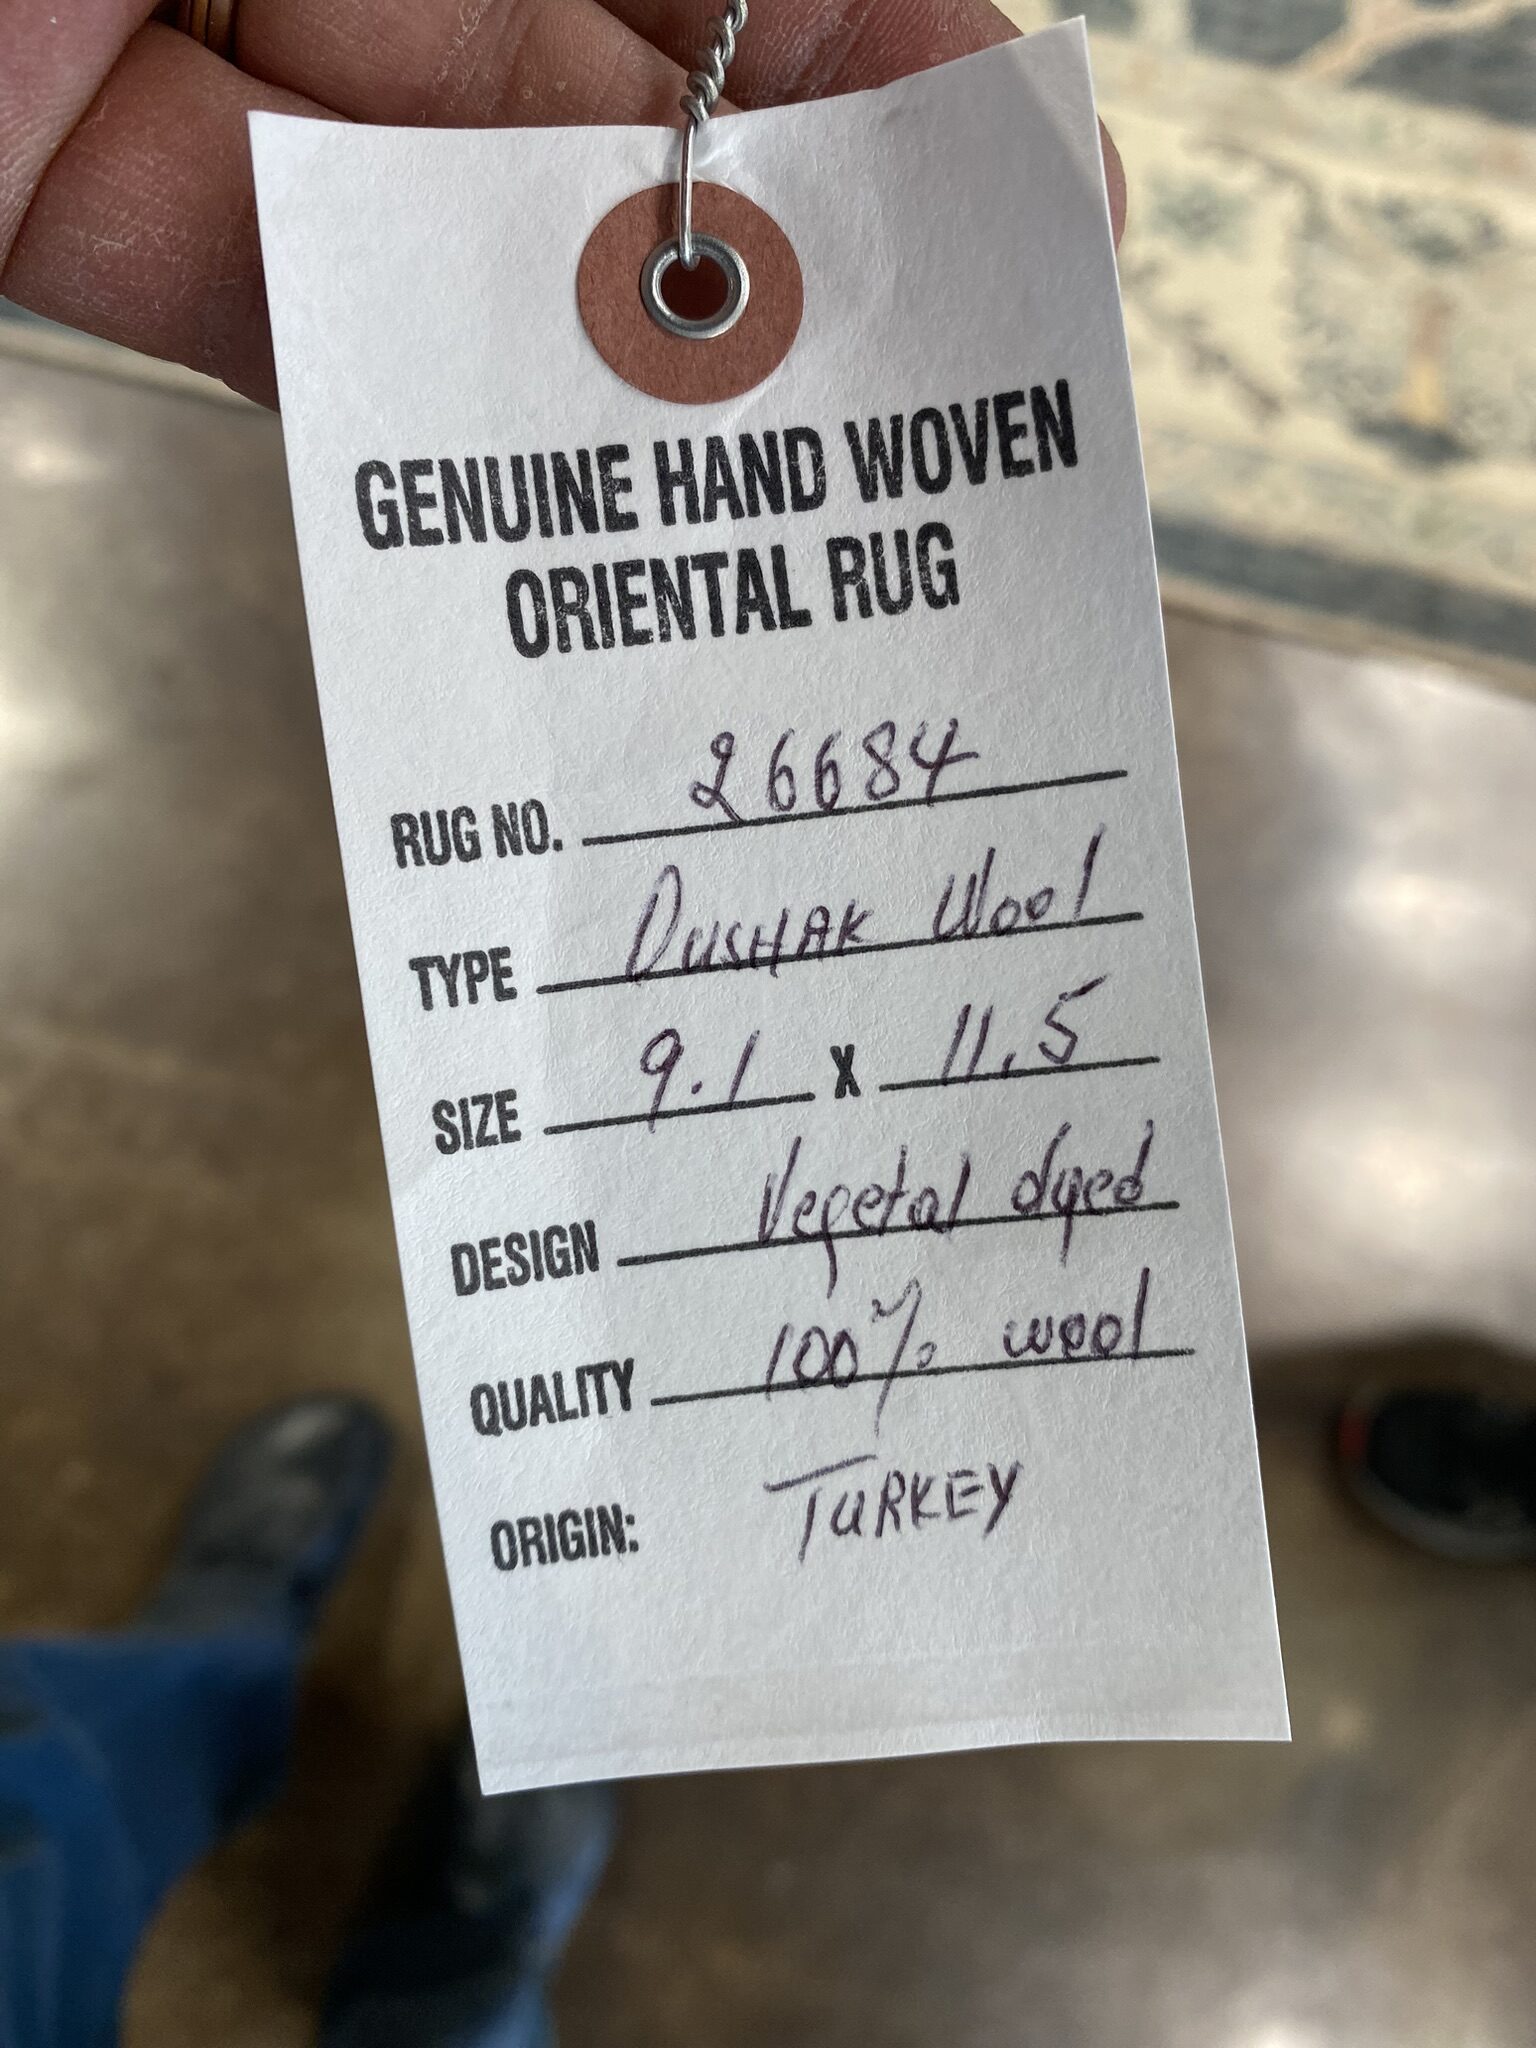 GENUINE HAND WOVEN
ORIENTAL RUG
RUG NO. 26684
TYPE DUSHAK Wool
SIZE 9.1 X 11.5
DESIGN Vegetal dyed
QUALITY 100% wool
ORIGIN: TURKEY